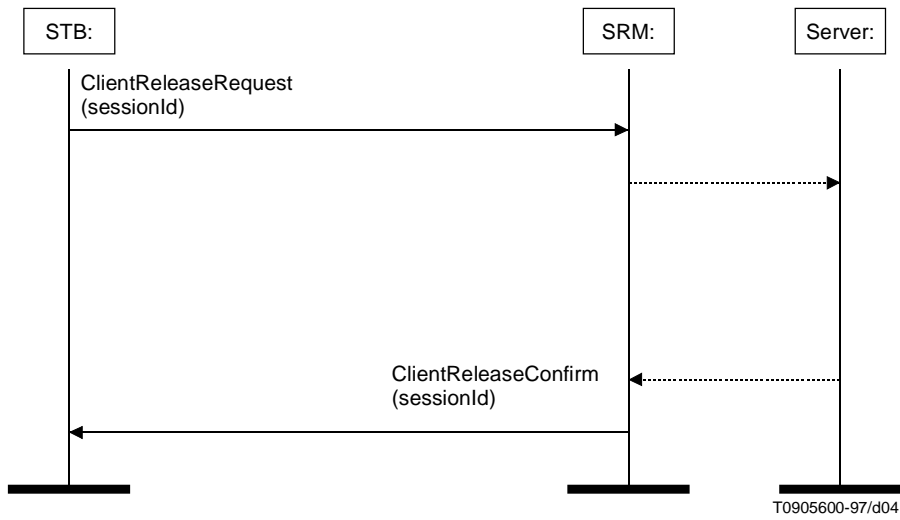 STB:
SRM:
Server:
ClientReleaseRequest
(sessionId)
ClientReleaseConfirm
(sessionId)
T0905600-97/d04